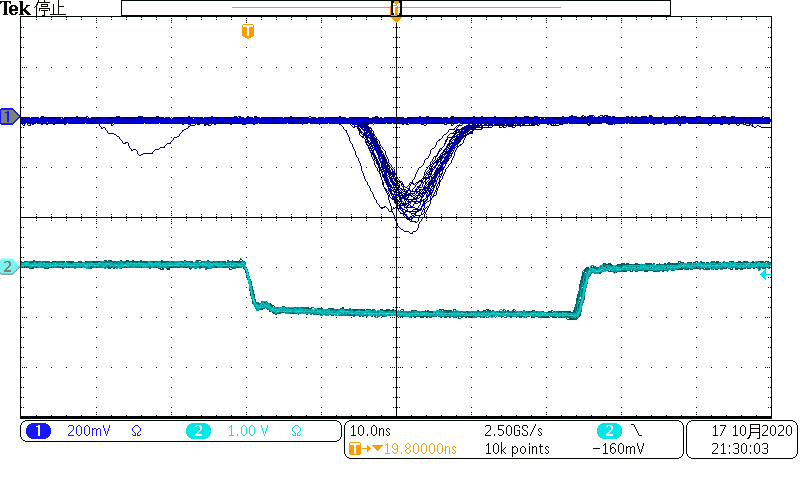 Tek 停止
T
T
1
2
1 200mV Ω 2 1.00 V Ω
10.0ns 2.50GS/s 2
T→▼19.80000ns 10k points −160mV
17 10月2020
21:30:03